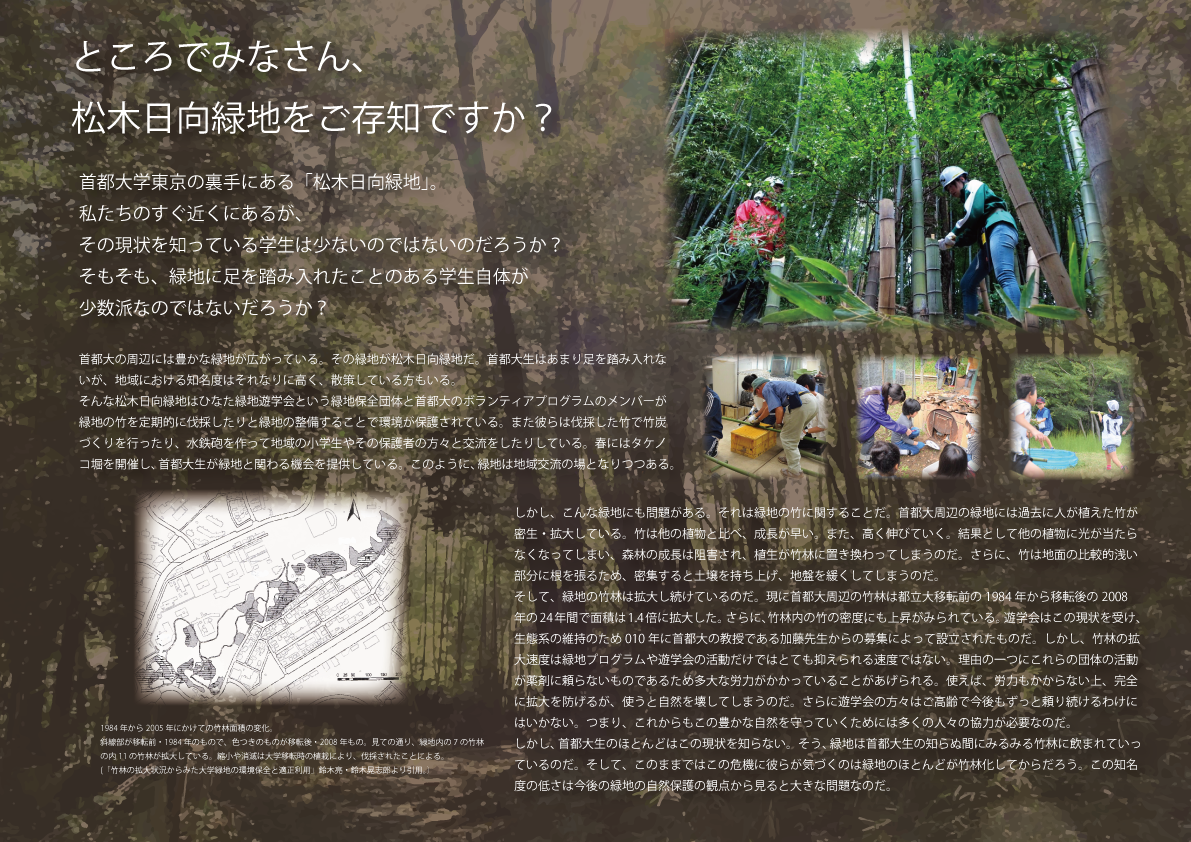 ところでみなさん、
松木日向緑地をご存知ですか？
首都大学東京の裏手にある「松木日向緑地」。
私たちのすぐ近くにあるが、
その現状を知っている学生は少ないのではないのだろうか？
そもそも、緑地に足を踏み入れたことのある学生自体が
少数派なのではないだろうか？
首都大の周辺には豊かな緑地が広がっている。その緑地が松木日向緑地だ。首都大生はあまり足を踏み入れな
いが、地域における知名度はそれなりに高く、散策している方もいる。
そんな松木日向緑地はひなた緑地遊学会という緑地保全団体と首都大のボランティアプログラムのメンバーが
緑地の竹を定期的に伐採したりと緑地の整備することで環境が保護されている。また彼らは伐採した竹で竹炭
づくりを行ったり、水鉄砲を作って地域の小学生やその保護者の方々と交流をしたりしている。春にはタケノ
コ堀を開催し、首都大生が緑地と関わる機会を提供している。このように、緑地は地域交流の場となりつつある。
しかし、こんな緑地にも問題がある。それは緑地の竹に関することだ。首都大周辺の緑地には過去に人が植えた竹が
密生・拡大している。竹は他の植物と比べ、成長が早い。また、高く伸びていく。結果として他の植物に光が当たら
なくなってしまい、森林の成長は阻害され、植生が竹林に置き換わってしまうのだ。さらに、竹は地面の比較的浅い
部分に根を張るため、密集すると土壌を持ち上げ、地盤を緩くしてしまうのだ。
そして、緑地の竹林は拡大し続けているのだ。現に首都大周辺の竹林は都立大移転前の 1984 年から移転後の 2008
年の 24 年間で面積は 1.4 倍に拡大した。さらに、竹林内の竹の密度にも上昇がみられている。遊学会はこの現状を受け、
生態系の維持のため 010 年に首都大の教授である加藤先生からの募集によって設立されたものだ。しかし、竹林の拡
大速度は緑地プログラムや遊学会の活動だけではとても抑えられる速度ではない。理由の一つにこれらの団体の活動
が薬剤に頼らないものであるため多大な労力がかかっていることがあげられる。使えば、労力もかからない上、完全
に拡大を防げるが、使うと自然を壊してしまうのだ。さらに遊学会の方々はご高齢で今後もずっと頼り続けるわけに
はいかない。つまり、これからもこの豊かな自然を守っていくためには多くの人々の協力が必要なのだ。
しかし、首都大生のほとんどはこの現状を知らない。そう、緑地は首都大生の知らぬ間にみるみる竹林に飲まれていっ
ているのだ。そして、このままではこの危機に彼らが気づくのは緑地のほとんどが竹林化してからだろう。この知名
度の低さは今後の緑地の自然保護の観点から見ると大きな問題なのだ。
1984 年から 2005 年にかけての竹林面積の変化。
斜線部が移転前・1984 年のもので、色つきのものが移転後・2008 年もの。見ての通り、緑地内の 7 の竹林
の内 11 の竹林が拡大している。縮小や消滅は大学移転時の植栽により、伐採されたことによる。
(「竹林の拡大状況からみた大学緑地の環境保全と適正利用」鈴木亮・鈴木晃志郎より引用。